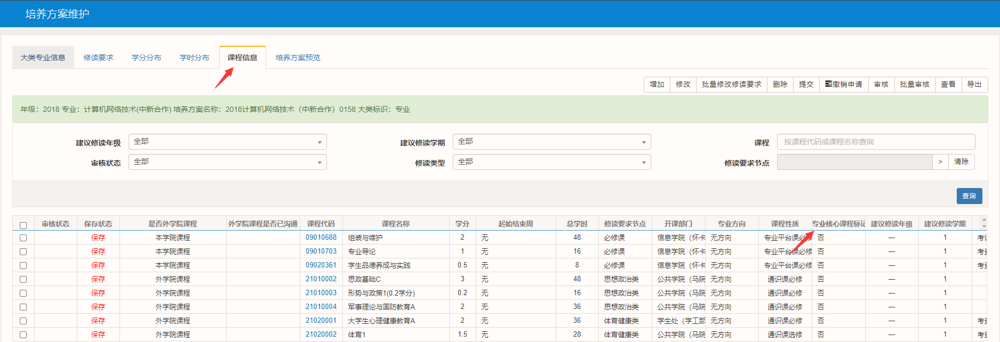 培养方案维护
大类专业信息 修读要求 学分分布 学时分布 课程信息 培养方案预览
增加 修改 批量修改修读要求 删除 提交 撤销申请 审核 批量审核 查看 导出
年级：2018 专业：计算机网络技术(中新合作) 培养方案名称：2018计算机网络技术（中新合作）0158 大类标识：专业
建议修读年级 全部 建议修读学期 全部 课程 按课程代码或课程名称查询
审核状态 全部 修读类型 全部 修读要求节点 > 清除
查询
审核状态 保存状态 是否外学院课程 外学院课程是否已沟通 课程代码 课程名称 学分 起始结束周 总学时 修读要求节点 开课部门 专业方向 课程性质 专业核心课程标记 建议修读年级 建议修读学期
保存 本学院课程 09010688 组装与维护 2 无 48 必修课 信息学院（怀卡 无方向 专业平台课必修 否 — 1 考试
保存 本学院课程 09010703 专业导论 1 无 16 必修课 信息学院（怀卡 无方向 专业平台课必修 否 — 1 考查
保存 本学院课程 09020361 学生品德养成与实践 0.5 无 8 必修课 信息学院（怀卡 无方向 专业平台课必修 否 — 1 考查
保存 外学院课程 21010002 思政基础C 3 无 48 思想政治类 公共学院（马院 无方向 通识课必修 否 — 1
保存 外学院课程 21010003 形势与政策1(0.2学分) 0.2 无 16 思想政治类 公共学院（马院 无方向 通识课必修 否 — 1
保存 外学院课程 21010004 军事理论与国防教育A 2 无 36 思想政治类 公共学院（马院 无方向 通识课必修 否 — 1
保存 外学院课程 21020001 大学生心理健康教育A 2 无 36 体育健康类 学生处（学工部 无方向 通识课必修 否 — 1 考查
保存 外学院课程 21020002 体育1 1.5 无 28 体育健康类 公共学院（马院 无方向 通识课选修 否 — 1 考查